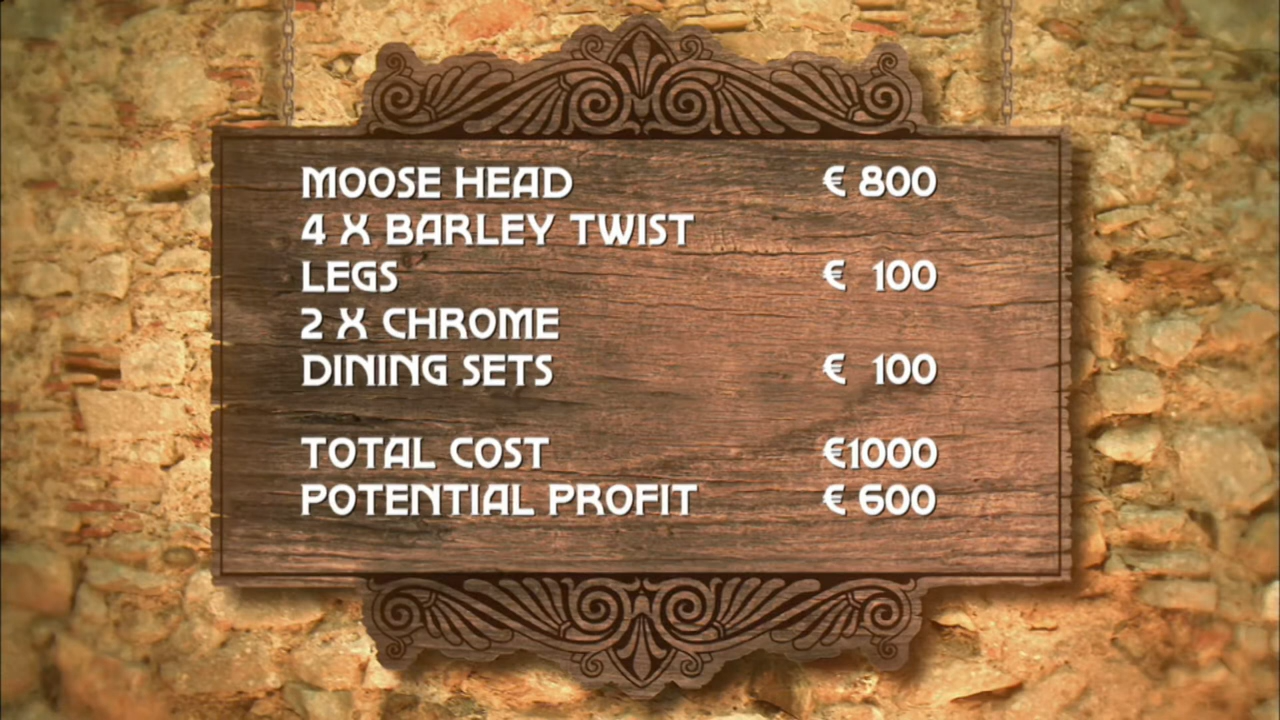 MOOSE HEAD € 800
4 X BARLEY TWIST
LEGS € 100
2 X CHROME
DINING SETS € 100
TOTAL COST €1000
POTENTIAL PROFIT € 600